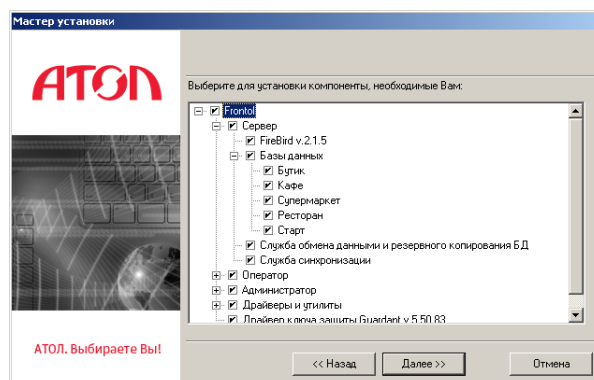 Мастер установки
АТОЛ
Выберите для установки компоненты, необходимые Вам:
Frontol
Сервер
FireBird v.2.1.5
Базы данных
Бутик
Кафе
Супермаркет
Ресторан
Старт
Служба обмена данными и резервного копирования БД
Служба синхронизации
Оператор
Администратор
Драйверы и утилиты
Драйвер ключа защиты Guardant v.5.50.83
АТОЛ. Выбираете Вы!
<< Назад
Далее >>
Отмена